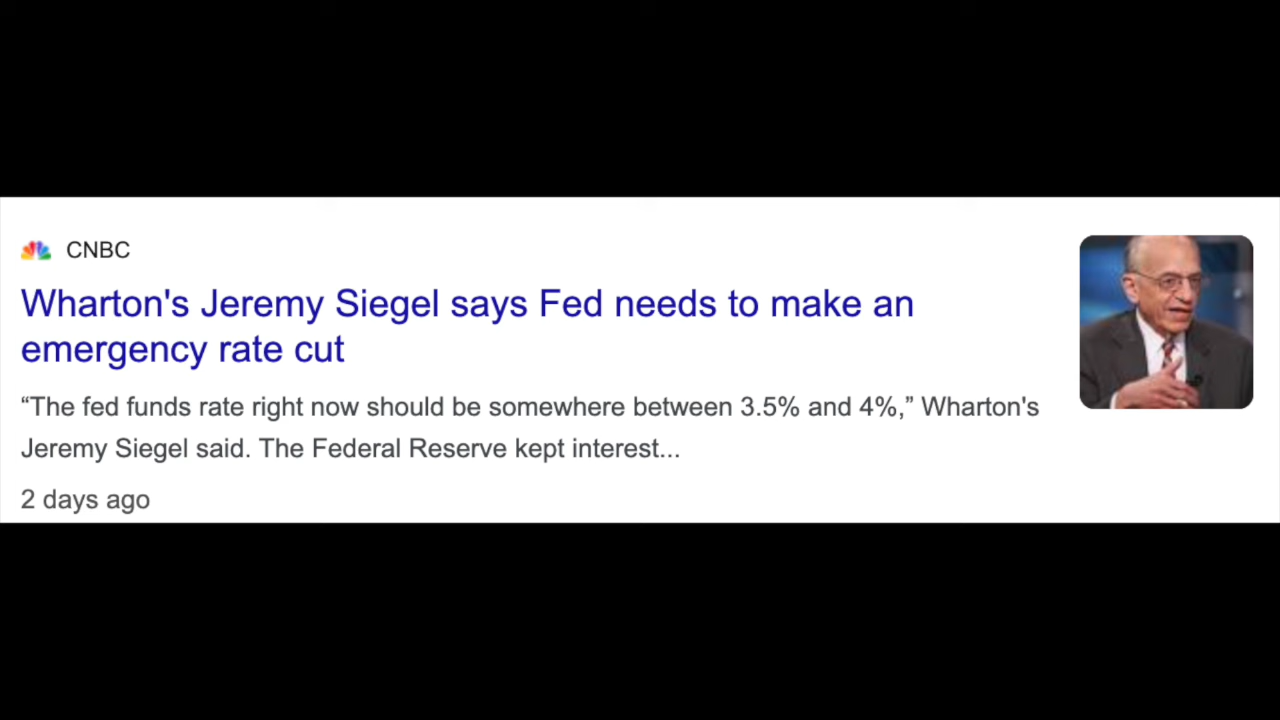 CNBC
Wharton's Jeremy Siegel says Fed needs to make an
emergency rate cut
“The fed funds rate right now should be somewhere between 3.5% and 4%,” Wharton's
Jeremy Siegel said. The Federal Reserve kept interest...
2 days ago